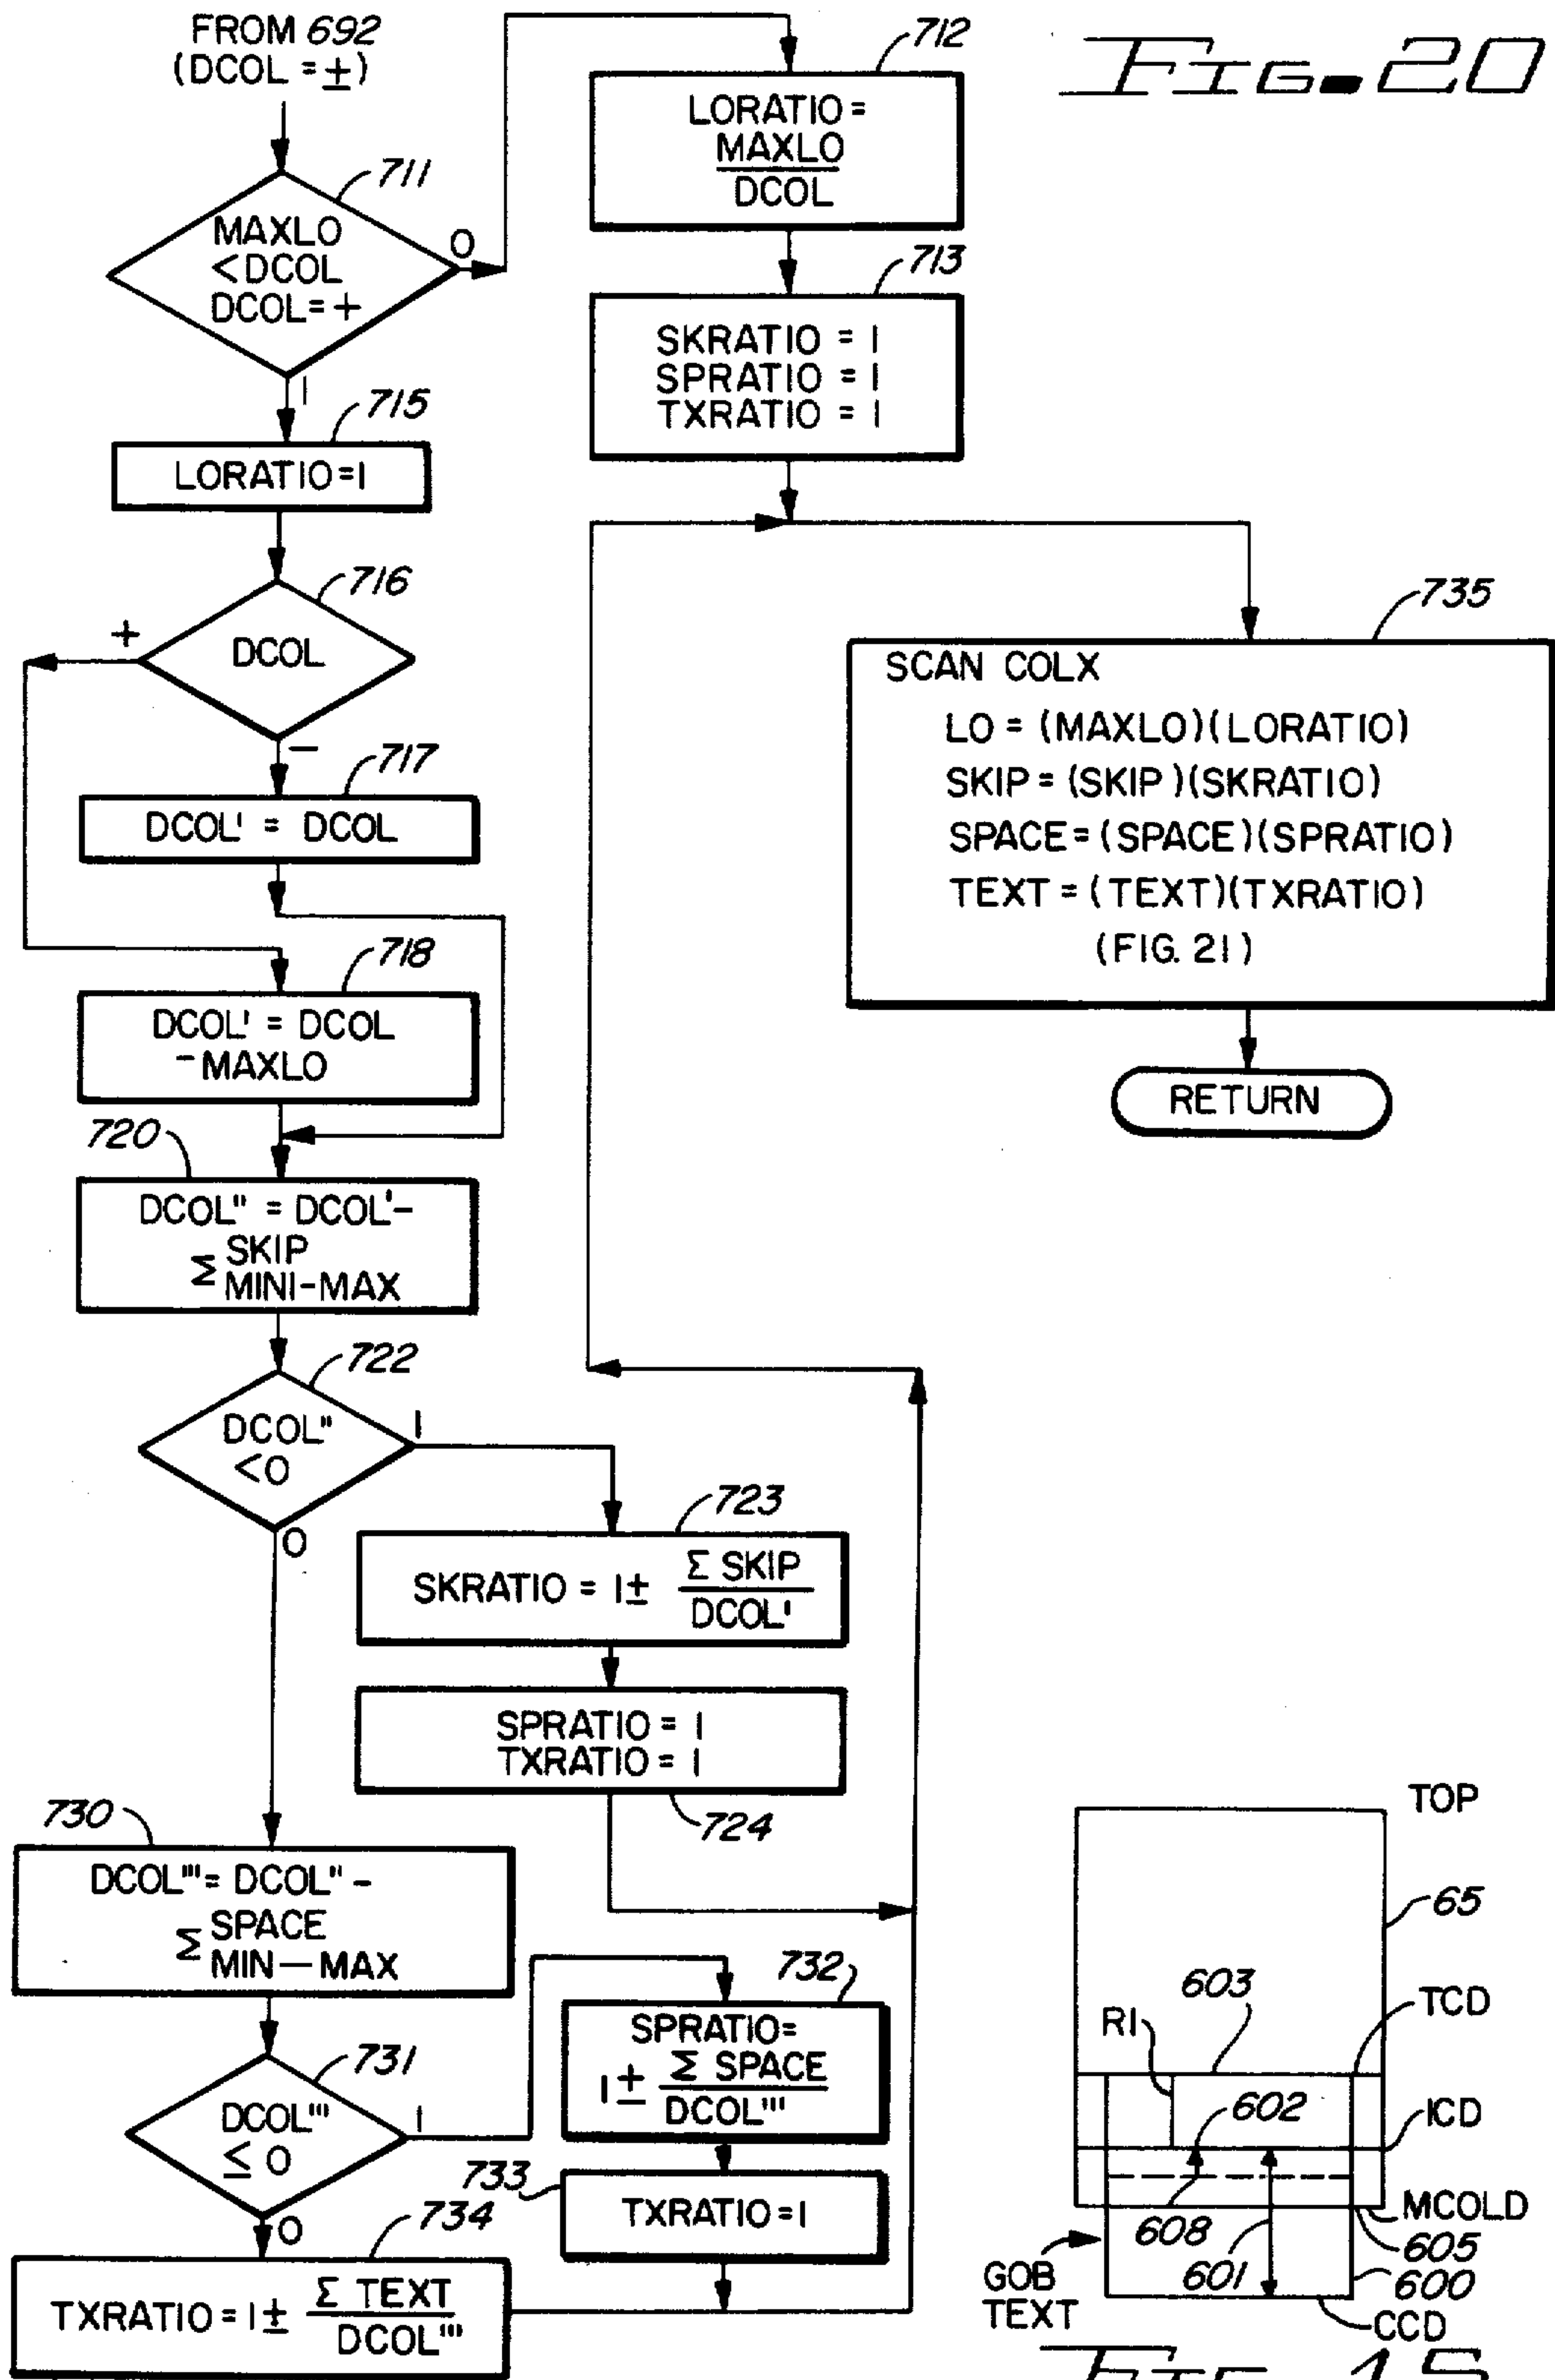 FIG. 20
FROM 692
(DCOL = ±)
711
MAXLO
<DCOL
DCOL=+
0
1
712
LORATIO =
MAXLO
DCOL
713
SKRATIO = 1
SPRATIO = 1
TXRATIO = 1
715
LORATIO=1
716
DCOL
+
−
717
DCOL' = DCOL
718
DCOL' = DCOL
-MAXLO
720
DCOL" = DCOL'-
Σ SKIP
MINI-MAX
722
DCOL"
<0
1
0
723
SKRATIO = 1± Σ SKIP
DCOL'
SPRATIO = 1
TXRATIO = 1
724
730
DCOL''' = DCOL" -
Σ SPACE
MIN-MAX
731
DCOL'''
≤ 0
1
0
732
SPRATIO=
1± Σ SPACE
DCOL'''
733
TXRATIO=1
734
TXRATIO = 1± Σ TEXT
DCOL'''
735
SCAN COLX
LO = (MAXLO)(LORATIO)
SKIP = (SKIP)(SKRATIO)
SPACE = (SPACE)(SPRATIO)
TEXT = (TEXT)(TXRATIO)
(FIG. 21)
RETURN
TOP
65
603
TCD
R1
602
ICD
MCOLD
608
605
601
600
GOB
TEXT
CCD